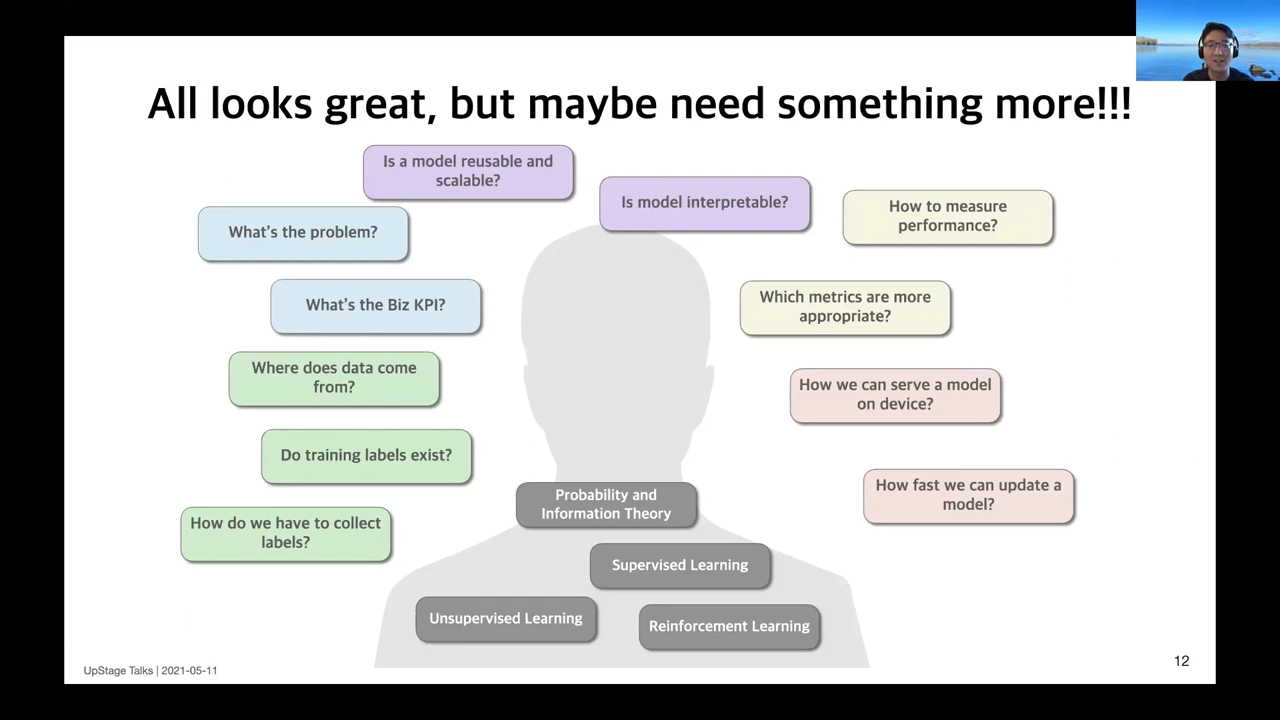 All looks great, but maybe need something more!!!
Is a model reusable and
scalable?
Is model interpretable?
How to measure
performance?
What's the problem?
What's the Biz KPI?
Which metrics are more
appropriate?
Where does data come
from?
How we can serve a model
on device?
Do training labels exist?
How fast we can update a
model?
How do we have to collect
labels?
Probability and
Information Theory
Supervised Learning
Unsupervised Learning
Reinforcement Learning
UpStage Talks | 2021-05-11
12